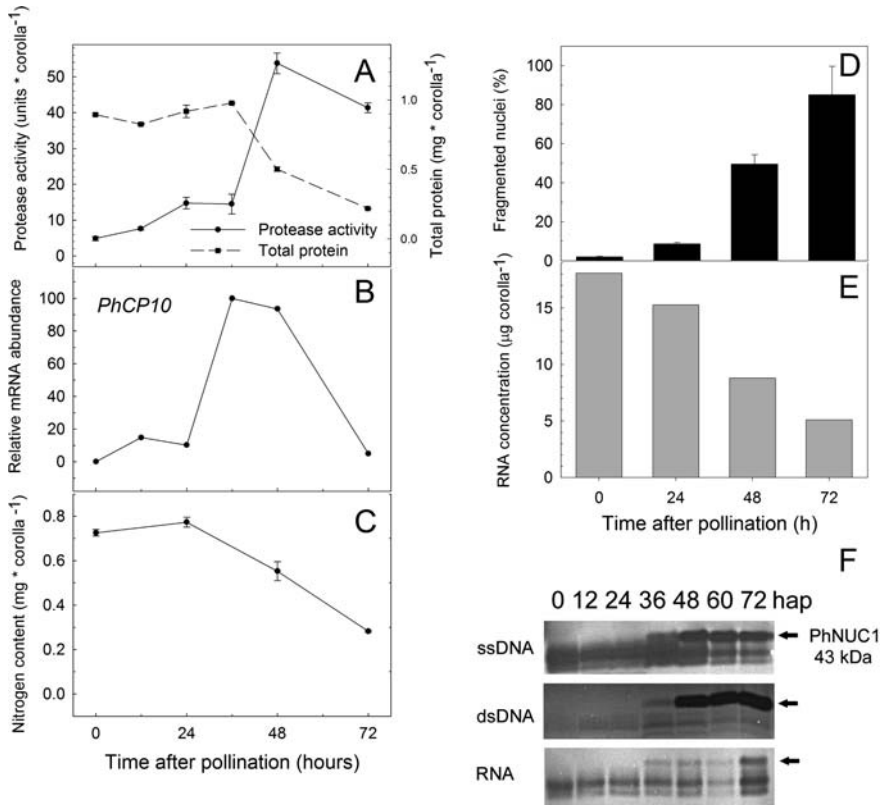 A
Protease activity (units * corolla-1)
50
40
30
20
10
0
Total protein (mg * corolla-1)
1.0
0.5
0.0
Protease activity
Total protein
B
PhCP10
Relative mRNA abundance
100
80
60
40
20
0
C
Nitrogen content (mg * corolla -1)
0.8
0.6
0.4
0.2
0.0
0 24 48 72
Time after pollination (hours)
D
Fragmented nuclei (%)
100
80
60
40
20
0
E
RNA concentration (µg corolla-1)
15
10
5
0
0 24 48 72
Time after pollination (h)
F
0 12 24 36 48 60 72 hap
ssDNA
PhNUC1
43 kDa
dsDNA
RNA